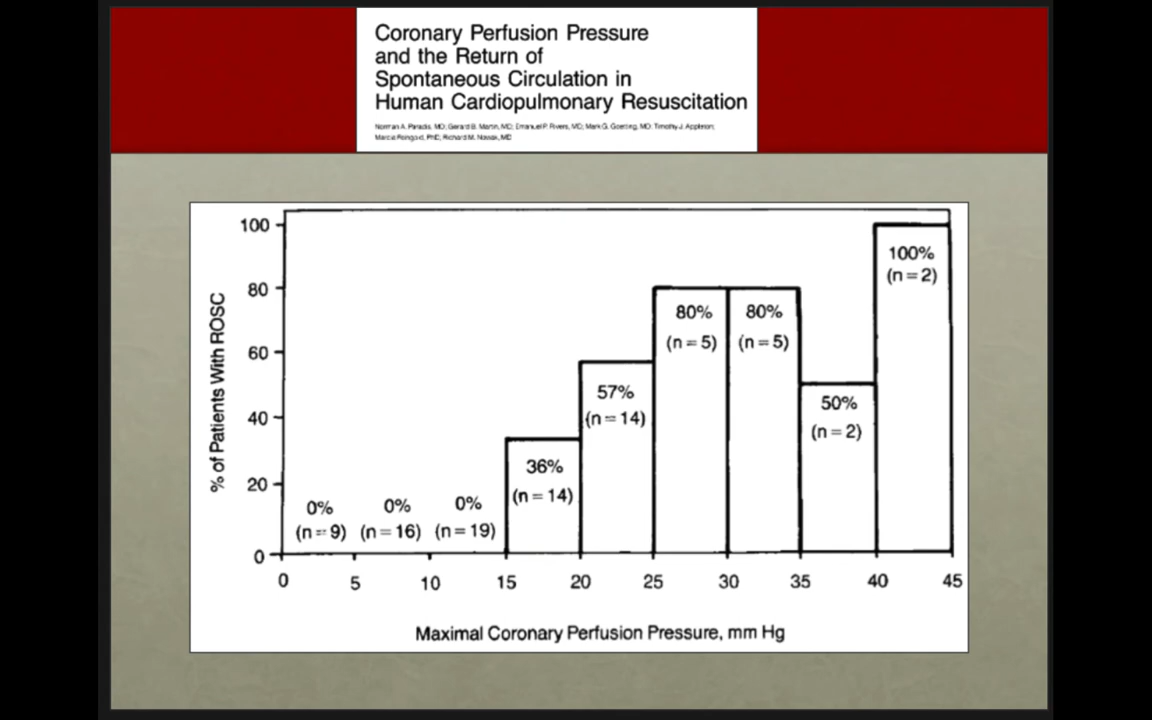 Coronary Perfusion Pressure
and the Return of
Spontaneous Circulation in
Human Cardiopulmonary Resuscitation
Norman A. Paradis, MD; Gerard B. Martin, MD; Emanuel P. Rivers, MD; Mark G. Goetting, MD; Timothy J. Appleton;
Marcia Feingold, PhD; Richard M. Nowak, MD
% of Patients With ROSC
100
80
60
40
20
0
0%
(n=9)
0%
(n=16)
0%
(n=19)
36%
(n=14)
57%
(n=14)
80%
(n=5)
80%
(n=5)
50%
(n=2)
100%
(n=2)
0 5 10 15 20 25 30 35 40 45
Maximal Coronary Perfusion Pressure, mm Hg